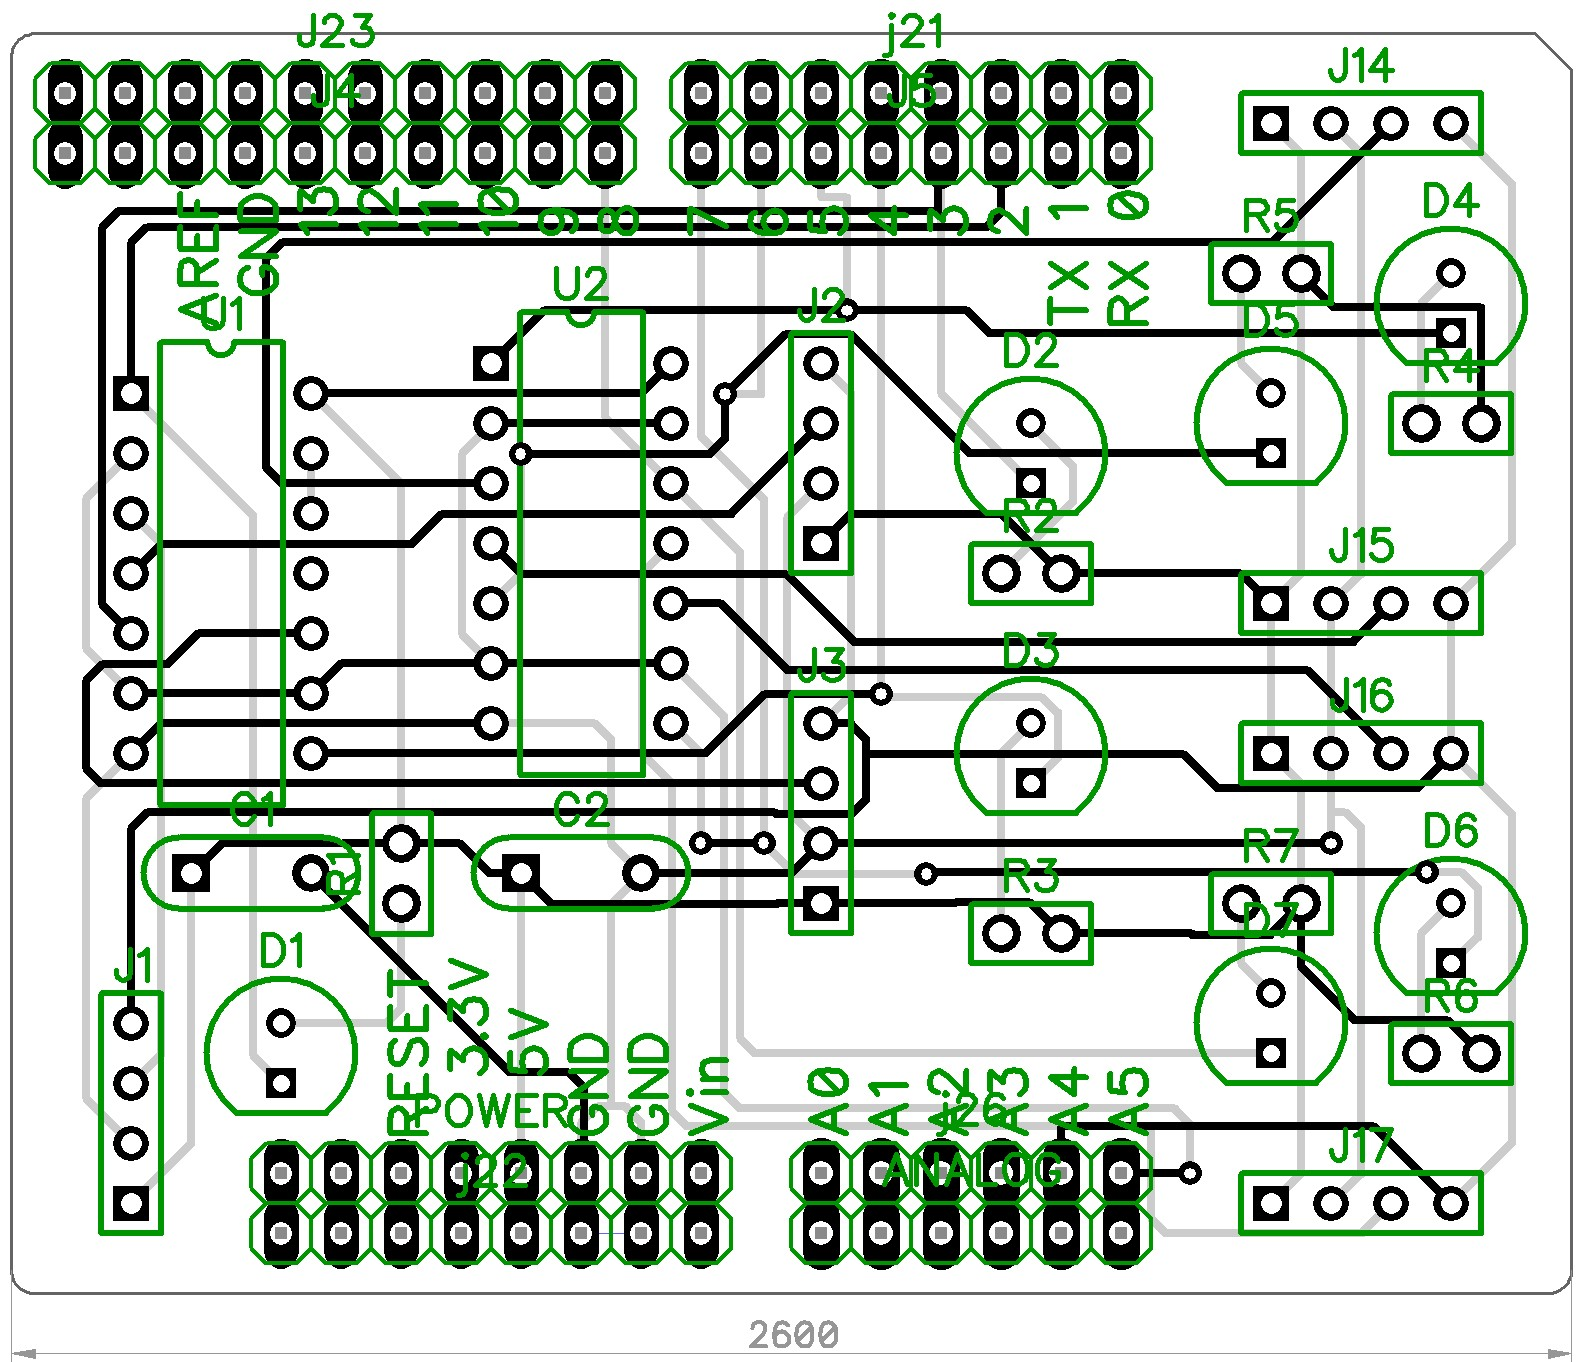 J23
j21
J4
J5
J14
AREF
GND
13
12
11
10
9
8
7
6
5
4
3
2
1
0
TX
RX
R5
D4
J1
U2
J2
D5
D2
R4
R2
J15
D3
J3
J16
C1
C2
R1
R7
D6
R3
D7
J1
D1
R6
RESET
3.3V
5V
GND
GND
Vin
POWER
j22
A0
A1
A2
A3
A4
A5
j26
ANALOG
J17
2600